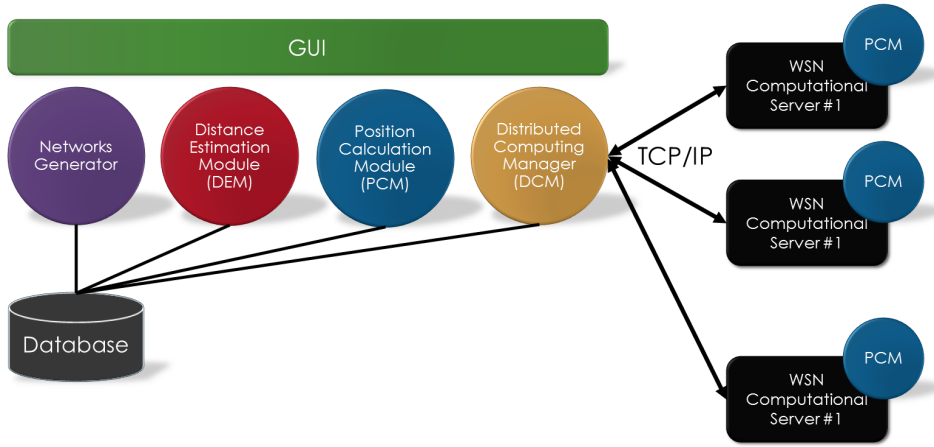 GUI
Networks
Generator
Distance
Estimation
Module
(DEM)
Position
Calculation
Module
(PCM)
Distributed
Computing
Manager
(DCM)
TCP/IP
Database
PCM
WSN
Computational
Server #1
PCM
WSN
Computational
Server #1
PCM
WSN
Computational
Server #1